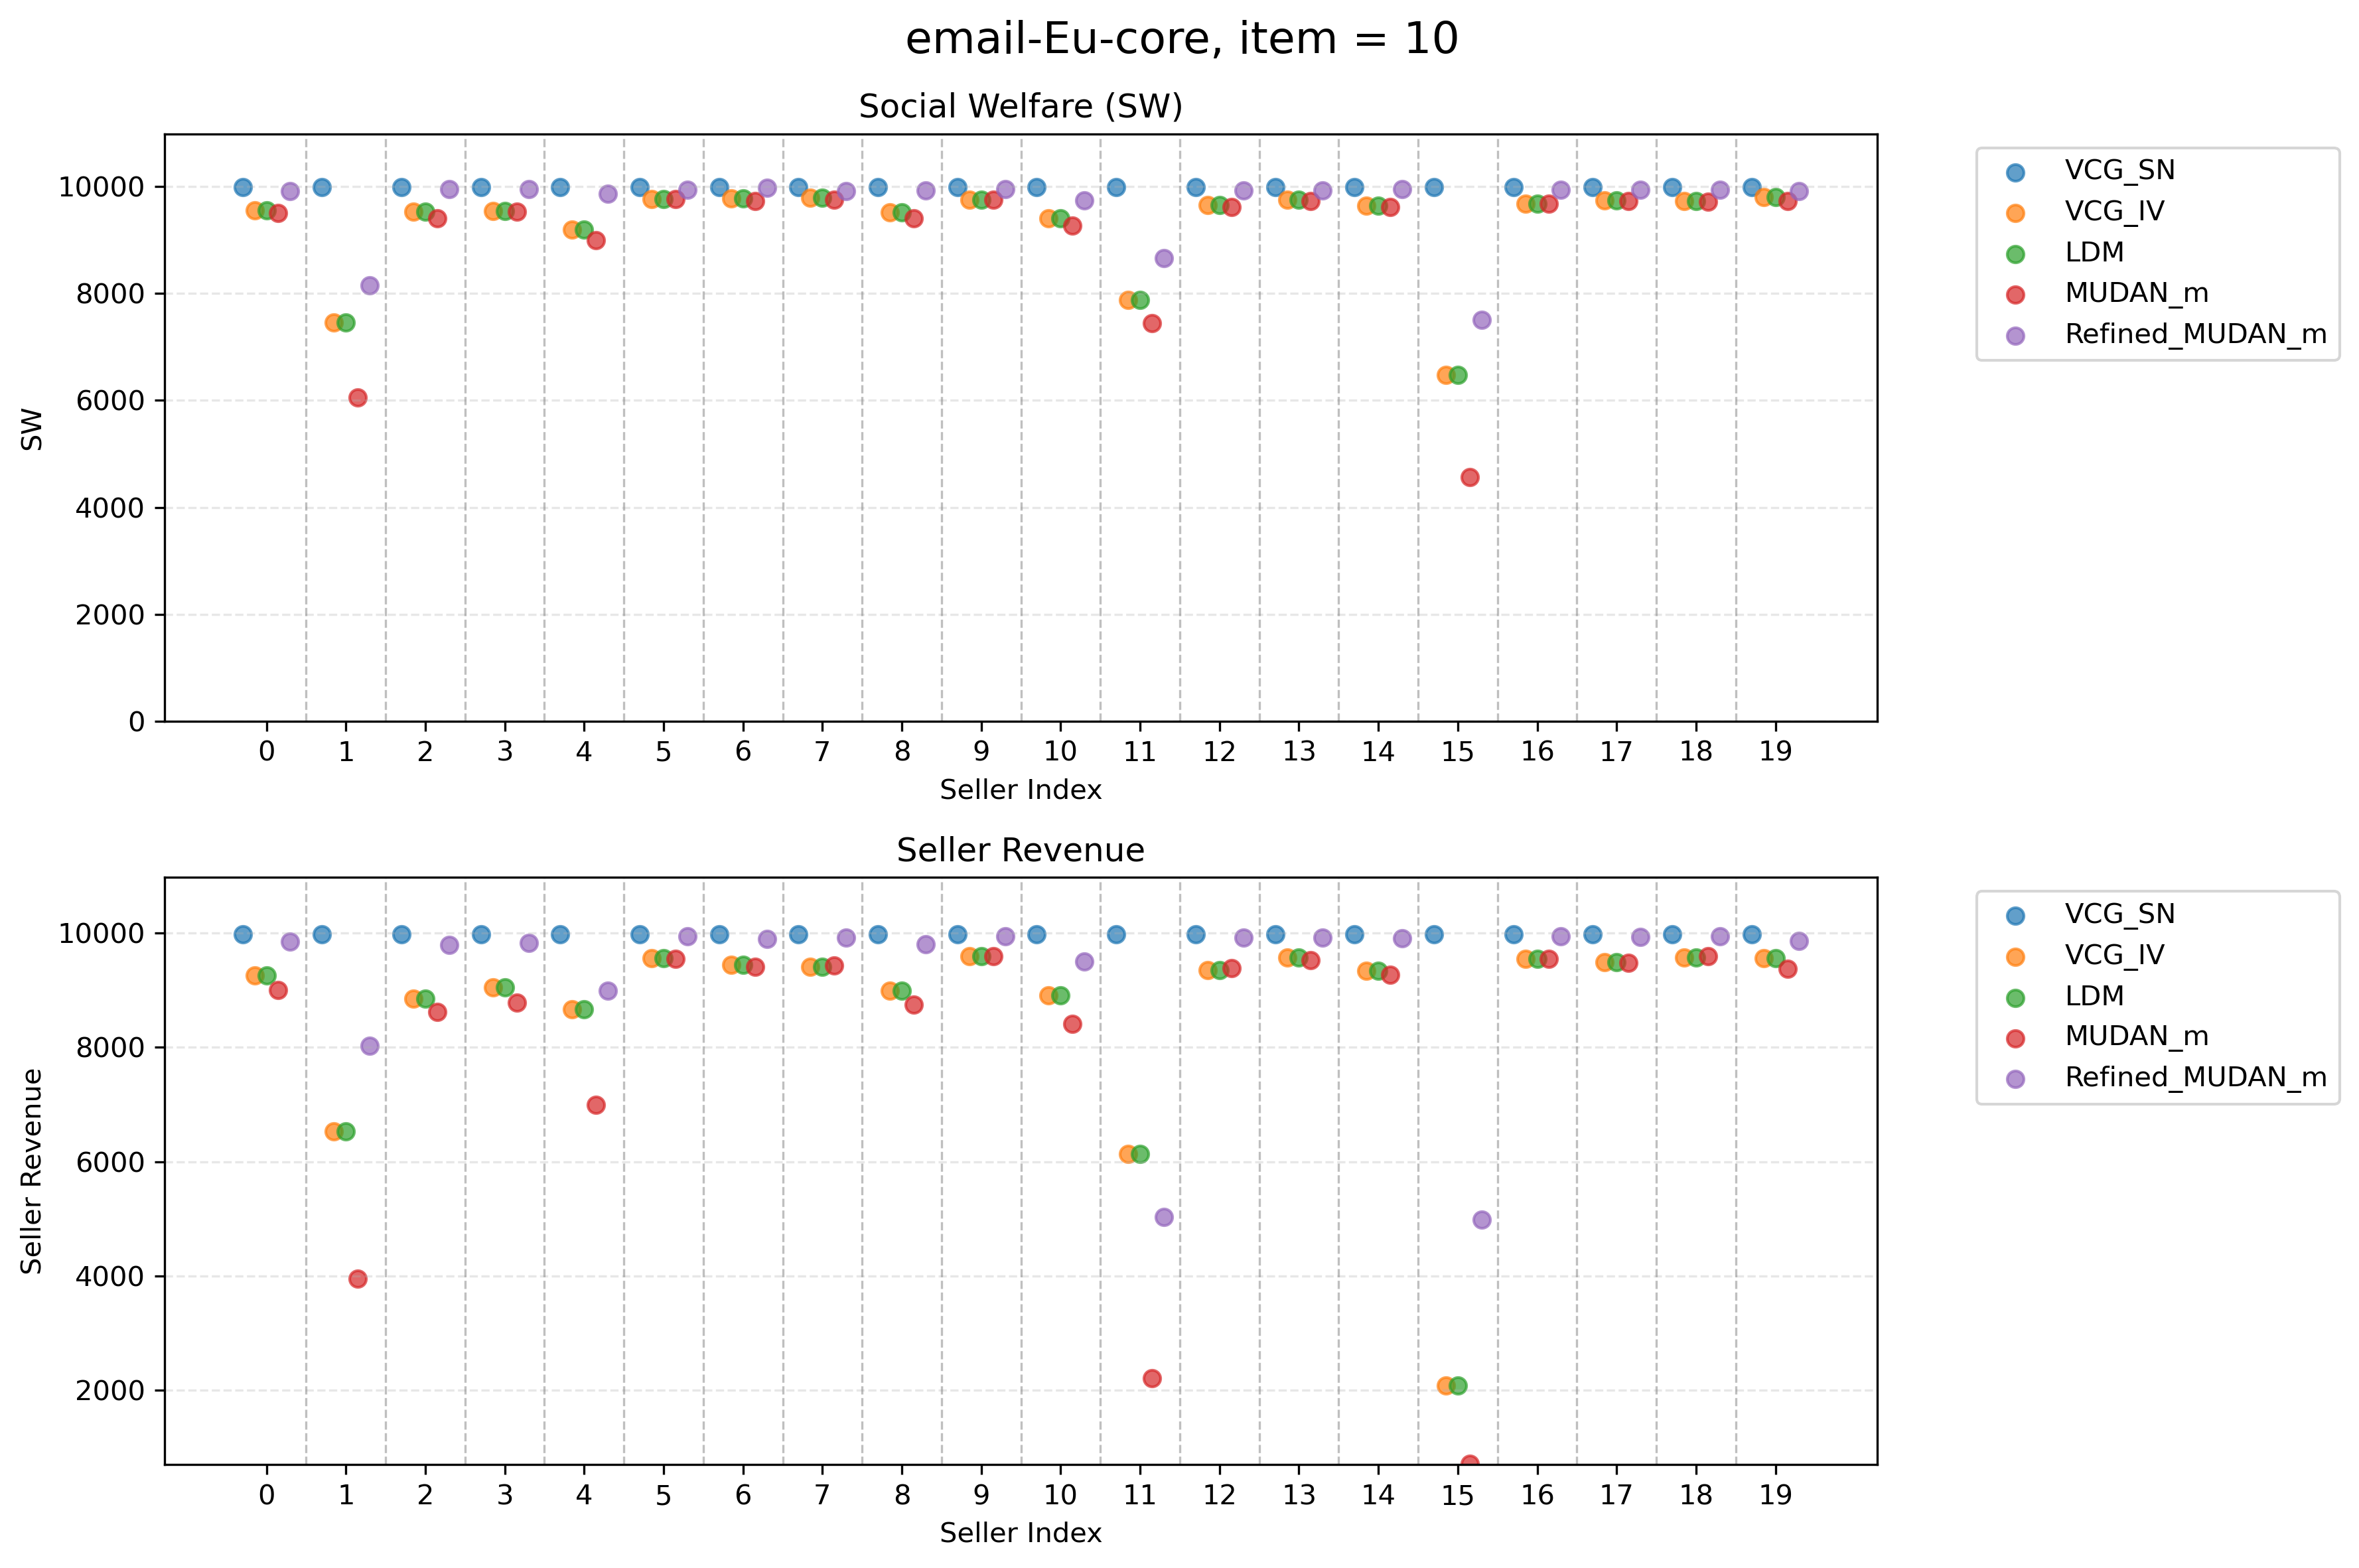 email-Eu-core, item = 10
Social Welfare (SW)
10000
8000
6000
4000
2000
0
SW
0 1 2 3 4 5 6 7 8 9 10 11 12 13 14 15 16 17 18 19
Seller Index
VCG_SN
VCG_IV
LDM
MUDAN_m
Refined_MUDAN_m
Seller Revenue
10000
8000
6000
4000
2000
Seller Revenue
0 1 2 3 4 5 6 7 8 9 10 11 12 13 14 15 16 17 18 19
Seller Index
VCG_SN
VCG_IV
LDM
MUDAN_m
Refined_MUDAN_m